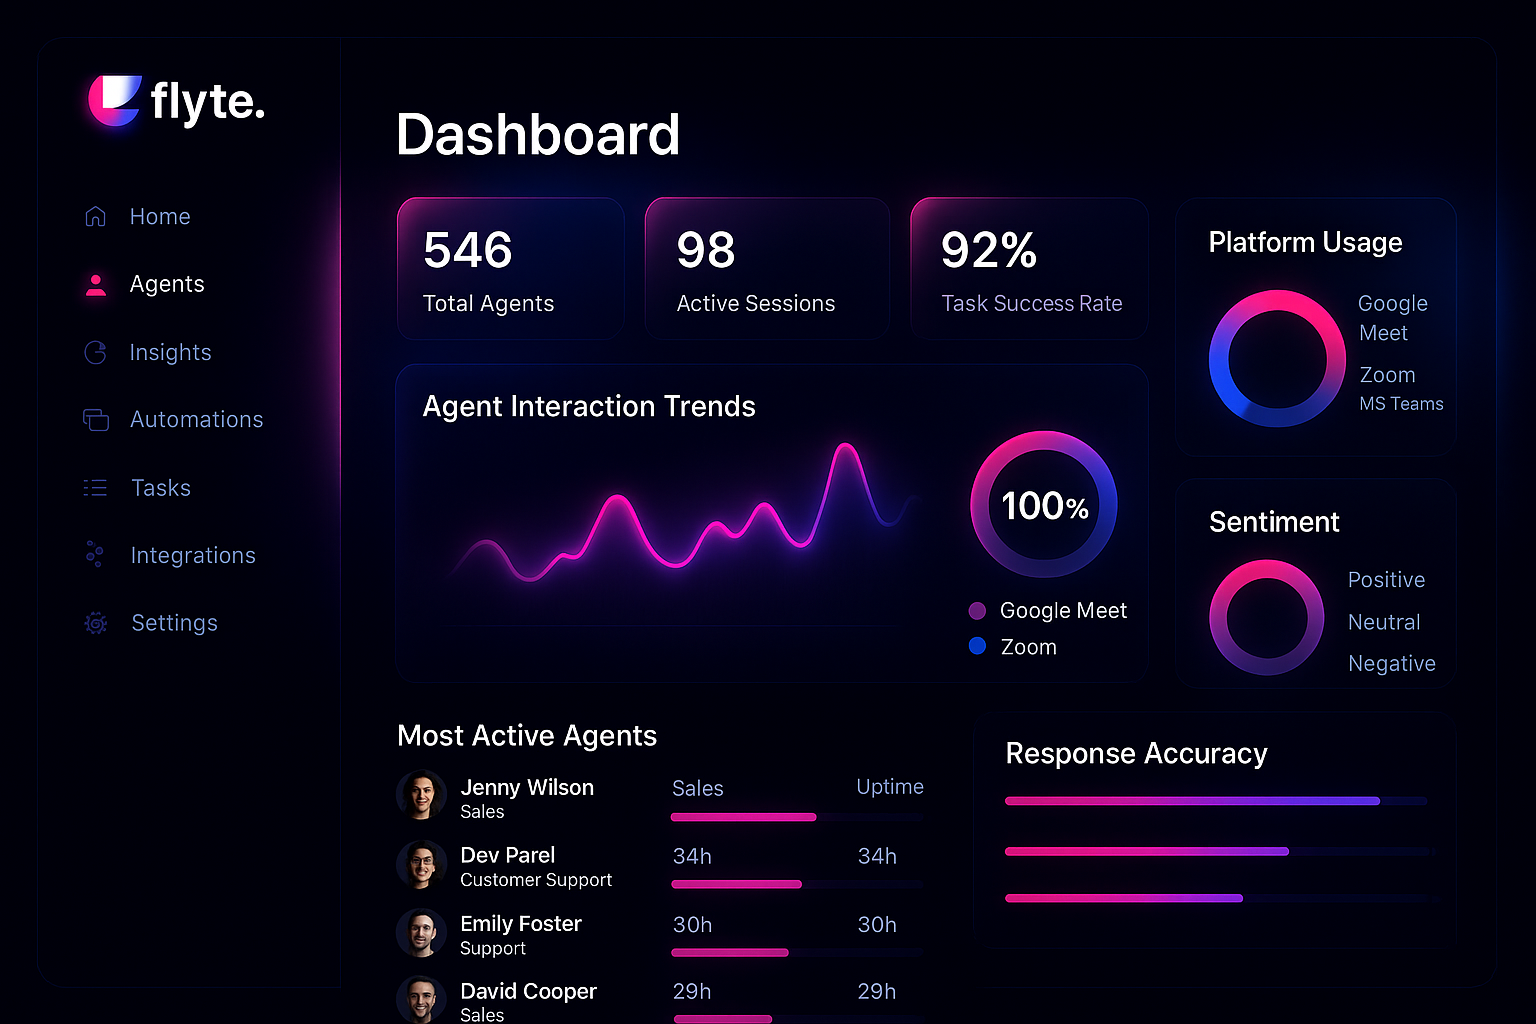 flyte.
Home
Agents
Insights
Automations
Tasks
Integrations
Settings
Dashboard
546
Total Agents
98
Active Sessions
92%
Task Success Rate
Platform Usage
Google
Meet
Zoom
MS Teams
Agent Interaction Trends
100%
Google Meet
Zoom
Sentiment
Positive
Neutral
Negative
Most Active Agents
Jenny Wilson
Sales
Sales
Uptime
Dev Parel
Customer Support
34h
34h
Emily Foster
Support
30h
30h
David Cooper
Sales
29h
29h
Response Accuracy